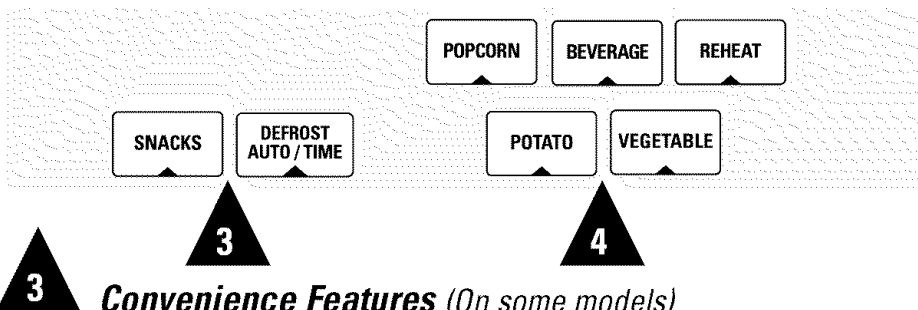 POPCORN BEVERAGE REHEAT
SNACKS DEFROST AUTO / TIME POTATO VEGETABLE
3 4
3 Convenience Features (On some models)